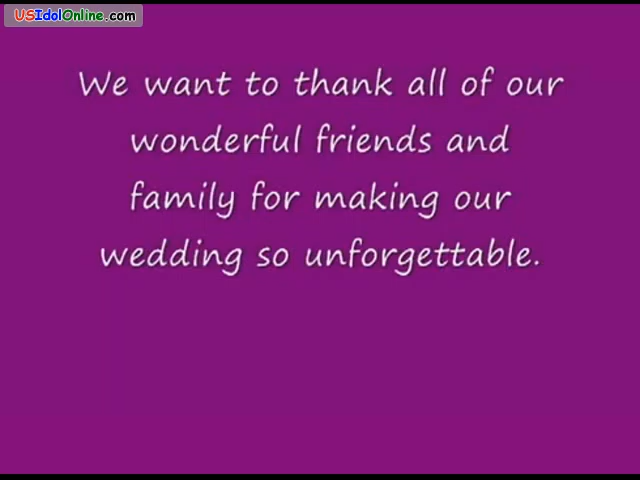 USIdolOnline.com
We want to thank all of our
wonderful friends and
family for making our
wedding so unforgettable.